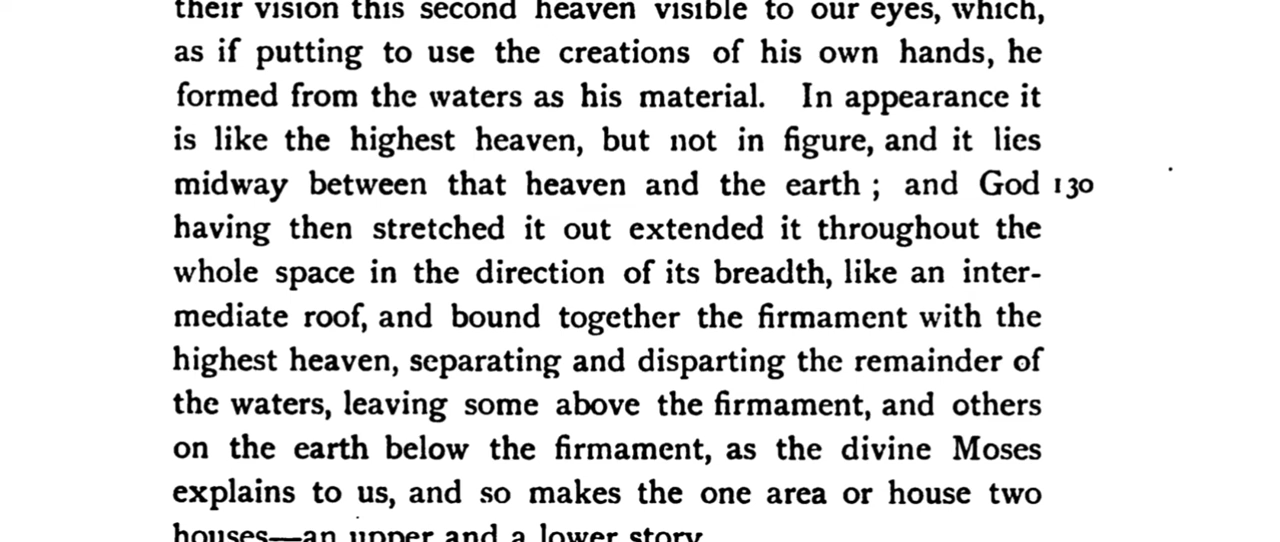 their vision this second heaven visible to our eyes, which,
as if putting to use the creations of his own hands, he
formed from the waters as his material. In appearance it
is like the highest heaven, but not in figure, and it lies
midway between that heaven and the earth ; and God 130
having then stretched it out extended it throughout the
whole space in the direction of its breadth, like an inter-
mediate roof, and bound together the firmament with the
highest heaven, separating and disparting the remainder of
the waters, leaving some above the firmament, and others
on the earth below the firmament, as the divine Moses
explains to us, and so makes the one area or house two
houses—an upper and a lower story.